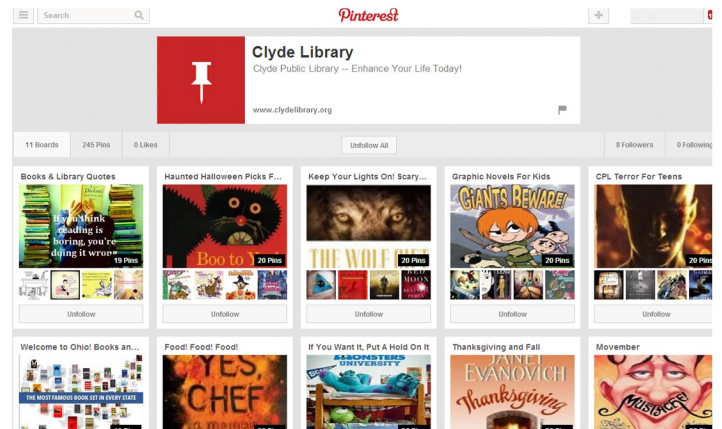 Search
Pinterest
Clyde Library
Clyde Public Library -- Enhance Your Life Today!
www.clydelibrary.org
11 Boards
245 Pins
0 Likes
Unfollow All
8 Followers
0 Following
Books & Library Quotes
Haunted Halloween Picks F...
Keep Your Lights On! Scary...
Graphic Novels For Kids
CPL Terror For Teens
If you think
reading is
boring, you're
doing it wrong
19 Pins
Boo to
20 Pins
THE WOLF GIFT
20 Pins
RED
MOON
GIANTS
BEWARE!
20 Pins
20 Pins
Unfollow
Unfollow
Unfollow
Unfollow
Unfollow
Welcome to Ohio! Books an...
Food! Food! Food!
If You Want It, Put A Hold On It
Thanksgiving and Fall
Movember
THE MOST FAMOUS BOOK SET IN EVERY STATE
YES,
CHEF
MONSTERS
UNIVERSITY
JANET
EVANOVICH
Thanksgiving
MUSTACHE!